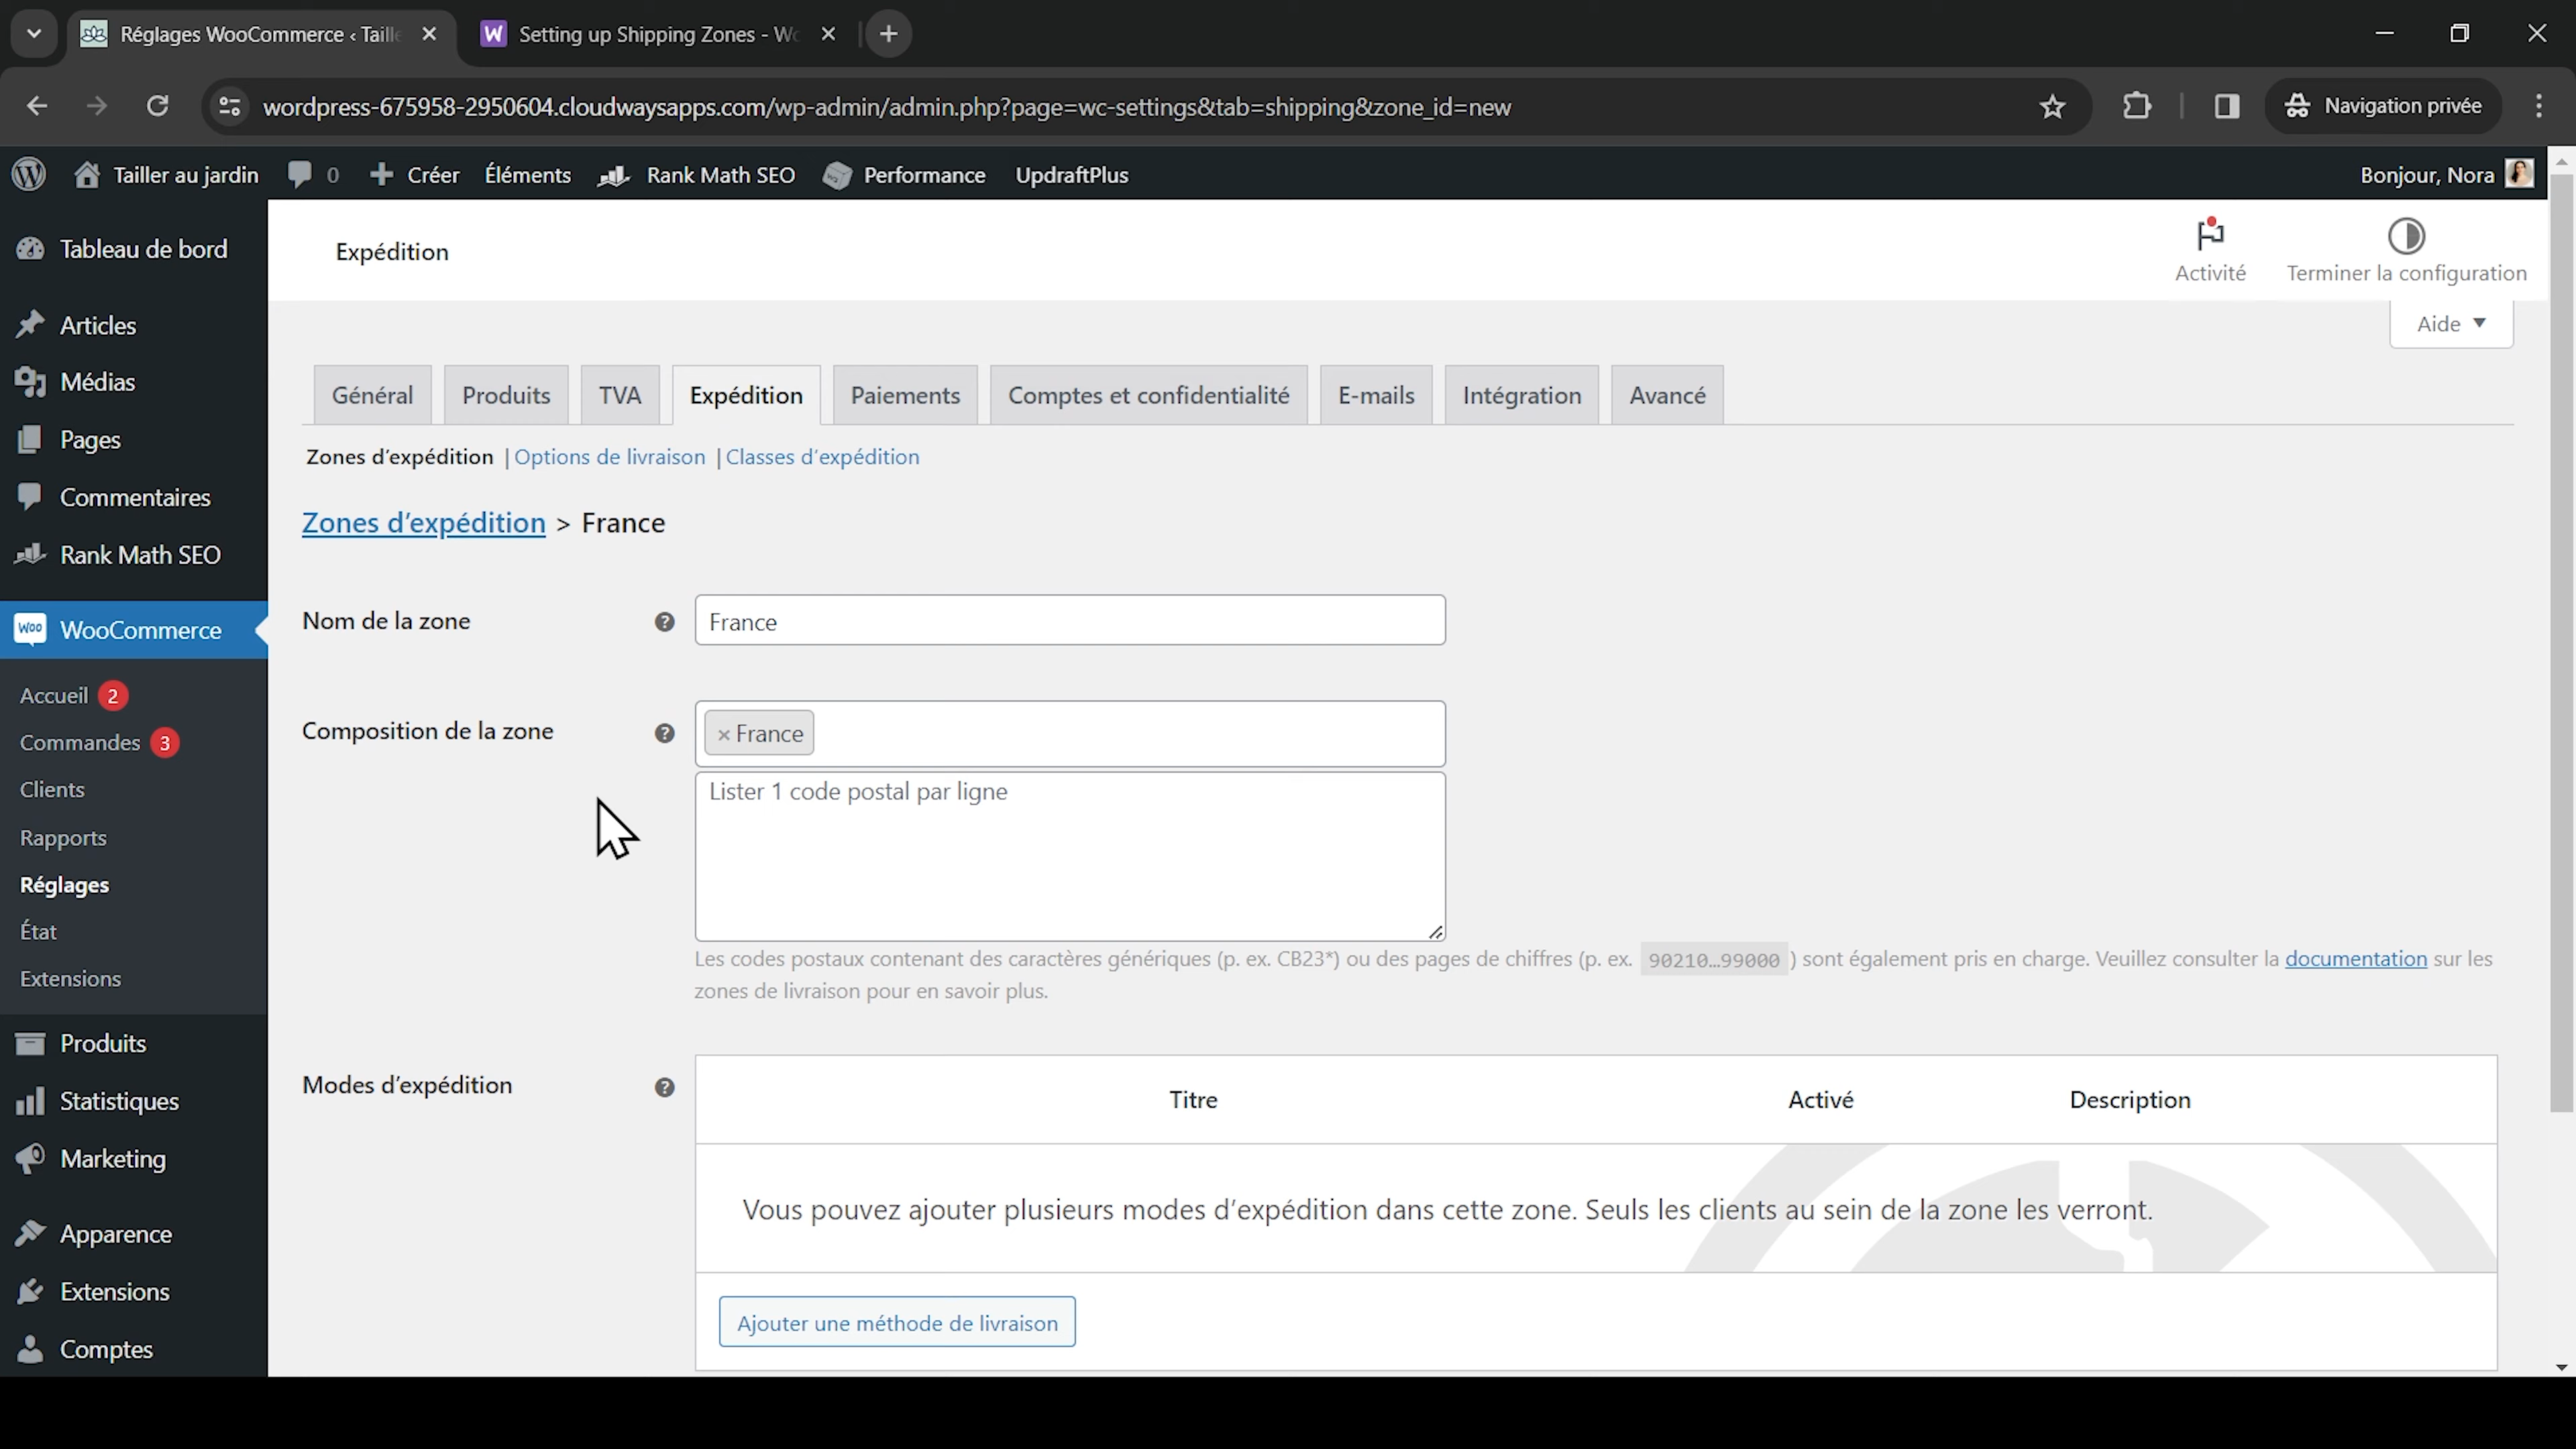 Réglages WooCommerce ‹ Taille
Setting up Shipping Zones - Wo
wordpress-675958-2950604.cloudwaysapps.com/wp-admin/admin.php?page=wc-settings&tab=shipping&zone_id=new
Navigation privée
Tailler au jardin
0
Créer
Éléments
Rank Math SEO
Performance
UpdraftPlus
Bonjour, Nora
Tableau de bord
Articles
Médias
Pages
Commentaires
Rank Math SEO
Woo
WooCommerce
Accueil 2
Commandes 3
Clients
Rapports
Réglages
État
Extensions
Produits
Statistiques
Marketing
Apparence
Extensions
Comptes
Expédition
Activité
Terminer la configuration
Aide
Général
Produits
TVA
Expédition
Paiements
Comptes et confidentialité
E-mails
Intégration
Avancé
Zones d'expédition | Options de livraison | Classes d'expédition
Zones d'expédition > France
Nom de la zone
France
Composition de la zone
× France
Lister 1 code postal par ligne
Les codes postaux contenant des caractères génériques (p. ex. CB23*) ou des pages de chiffres (p. ex. 90210...99000 ) sont également pris en charge. Veuillez consulter la documentation sur les
zones de livraison pour en savoir plus.
Modes d'expédition
Titre
Activé
Description
Vous pouvez ajouter plusieurs modes d'expédition dans cette zone. Seuls les clients au sein de la zone les verront.
Ajouter une méthode de livraison